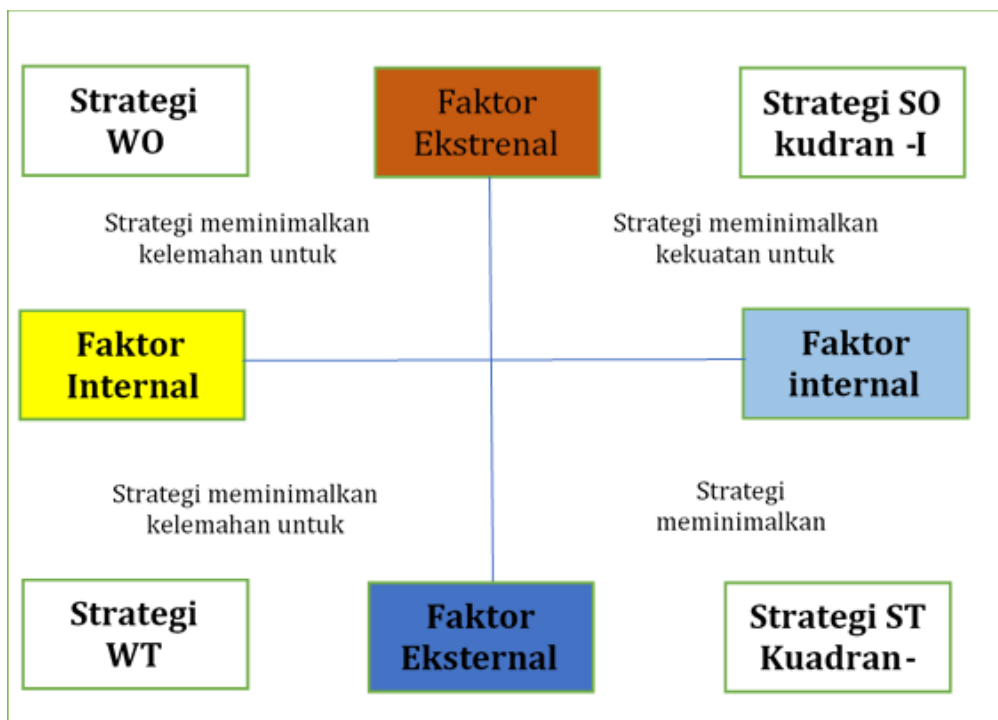 Strategi
WO
Faktor
Ekstrenal
Strategi SO
kudran -I
Strategi meminimalkan
kelemahan untuk
Strategi meminimalkan
kekuatan untuk
Faktor
Internal
Faktor
internal
Strategi meminimalkan
kelemahan untuk
Strategi
meminimalkan
Strategi
WT
Faktor
Eksternal
Strategi ST
Kuadran-